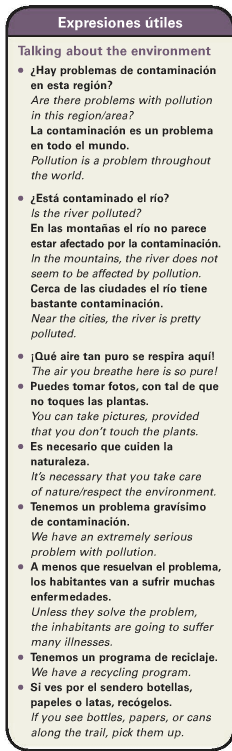 Expresiones útiles
Talking about the environment
• ¿Hay problemas de contaminación
en esta región?
Are there problems with pollution
in this region/area?
La contaminación es un problema
en todo el mundo.
Pollution is a problem throughout
the world.
• ¿Está contaminado el río?
Is the river polluted?
En las montañas el río no parece
estar afectado por la contaminación.
In the mountains, the river does not
seem to be affected by pollution.
Cerca de las ciudades el río tiene
bastante contaminación.
Near the cities, the river is pretty
polluted.
• ¡Qué aire tan puro se respira aquí!
The air you breathe here is so pure!
• Puedes tomar fotos, con tal de que
no toques las plantas.
You can take pictures, provided
that you don’t touch the plants.
• Es necesario que cuiden la
naturaleza.
It’s necessary that you take care
of nature/respect the environment.
• Tenemos un problema gravísimo
de contaminación.
We have an extremely serious
problem with pollution.
• A menos que resuelvan el problema,
los habitantes van a sufrir muchas
enfermedades.
Unless they solve the problem,
the inhabitants are going to suffer
many illnesses.
• Tenemos un programa de reciclaje.
We have a recycling program.
• Si ves por el sendero botellas,
papeles o latas, recógelos.
If you see bottles, papers, or cans
along the trail, pick them up.